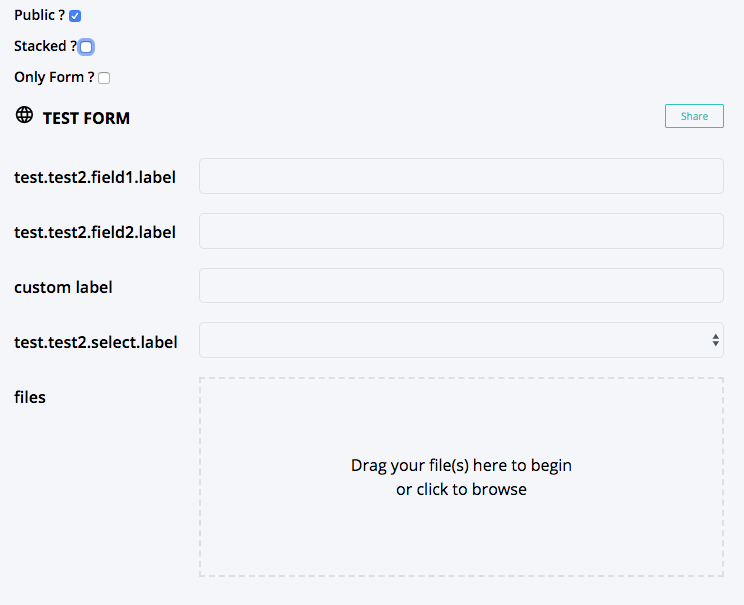 Public ?
Stacked ?
Only Form ?
TEST FORM
Share
test.test2.field1.label
test.test2.field2.label
custom label
test.test2.select.label
files
Drag your file(s) here to begin
or click to browse